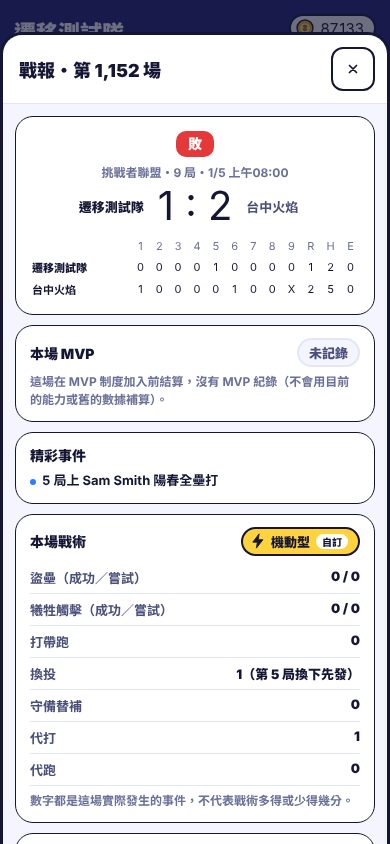 遷移測試隊 87,133
戰報・第 1,152 場 ×
敗
挑戰者聯盟・9 局・1/5 上午08:00
遷移測試隊 1 : 2 台中火焰
1 2 3 4 5 6 7 8 9 R H E
遷移測試隊 0 0 0 0 1 0 0 0 0 1 2 0
台中火焰 1 0 0 0 0 1 0 0 X 2 5 0
本場 MVP 未記錄
這場在 MVP 制度加入前結算，沒有 MVP 紀錄（不會用目前
的能力或舊的數據補算）。
精彩事件
5 局上 Sam Smith 陽春全壘打
本場戰術 機動型 自訂
盜壘（成功／嘗試） 0 / 0
犧牲觸擊（成功／嘗試） 0 / 0
打帶跑 0
換投 1（第 5 局換下先發）
守備替補 0
代打 1
代跑 0
數字都是這場實際發生的事件，不代表戰術多得或少得幾分。